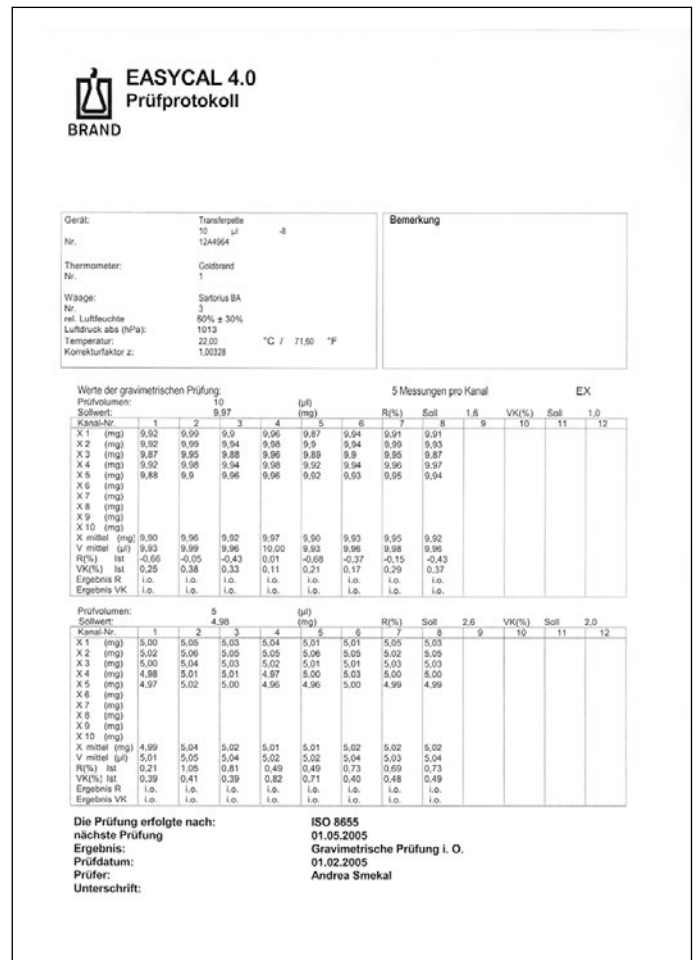 EASYCAL 4.0
Prüfprotokoll
BRAND
Gerät: Transferpette
10 µl -8
Nr. 12A4964
Thermometer: Goldbrand
Nr. 1
Waage: Sartorius BA
Nr. 3
rel. Luftfeuchte 50% ± 30%
Luftdruck abs (hPa): 1013
Temperatur: 22,00 °C / 71,60 °F
Korrekturfaktor z: 1,00328
Bemerkung
Werte der gravimetrischen Prüfung: 5 Messungen pro Kanal EX
Prüfvolumen: 10 (µl)
Sollwert: 9,97 (mg) R(%) Soll 1,6 VK(%) Soll 1,0
Kanal-Nr. 1 2 3 4 5 6 7 8 9 10 11 12
X 1 (mg) 9,92 9,99 9,9 9,96 9,87 9,94 9,91 9,91
X 2 (mg) 9,92 9,99 9,94 9,98 9,9 9,94 9,99 9,93
X 3 (mg) 9,87 9,95 9,88 9,96 9,89 9,9 9,95 9,87
X 4 (mg) 9,92 9,98 9,94 9,98 9,92 9,94 9,96 9,97
X 5 (mg) 9,88 9,9 9,96 9,96 9,92 9,93 9,95 9,94
X 6 (mg)
X 7 (mg)
X 8 (mg)
X 9 (mg)
X 10 (mg)
X mittel (mg) 9,90 9,96 9,92 9,97 9,90 9,93 9,95 9,92
V mittel (µl) 9,93 9,99 9,96 10,00 9,93 9,96 9,98 9,96
R(%) Ist -0,66 -0,05 -0,43 0,01 -0,68 -0,37 -0,15 -0,43
VK(%) Ist 0,25 0,38 0,33 0,11 0,21 0,17 0,29 0,37
Ergebnis R i.o. i.o. i.o. i.o. i.o. i.o. i.o. i.o.
Ergebnis VK i.o. i.o. i.o. i.o. i.o. i.o. i.o. i.o.
Prüfvolumen: 5 (µl)
Sollwert: 4,98 (mg) R(%) Soll 2,6 VK(%) Soll 2,0
Kanal-Nr. 1 2 3 4 5 6 7 8 9 10 11 12
X 1 (mg) 5,00 5,05 5,03 5,04 5,01 5,01 5,05 5,03
X 2 (mg) 5,02 5,06 5,05 5,05 5,06 5,05 5,02 5,05
X 3 (mg) 5,00 5,04 5,03 5,02 5,01 5,01 5,03 5,03
X 4 (mg) 4,98 5,01 5,01 4,97 5,00 5,03 5,00 5,00
X 5 (mg) 4,97 5,02 5,00 4,96 4,96 5,00 4,99 4,99
X 6 (mg)
X 7 (mg)
X 8 (mg)
X 9 (mg)
X 10 (mg)
X mittel (mg) 4,99 5,04 5,02 5,01 5,01 5,02 5,02 5,02
V mittel (µl) 5,01 5,05 5,04 5,02 5,02 5,04 5,03 5,04
R(%) Ist 0,21 1,05 0,81 0,49 0,49 0,73 0,69 0,73
VK(%) Ist 0,39 0,41 0,39 0,82 0,71 0,40 0,48 0,49
Ergebnis R i.o. i.o. i.o. i.o. i.o. i.o. i.o. i.o.
Ergebnis VK i.o. i.o. i.o. i.o. i.o. i.o. i.o. i.o.
Die Prüfung erfolgte nach: ISO 8655
nächste Prüfung 01.05.2005
Ergebnis: Gravimetrische Prüfung i. O.
Prüfdatum: 01.02.2005
Prüfer: Andrea Smekal
Unterschrift: